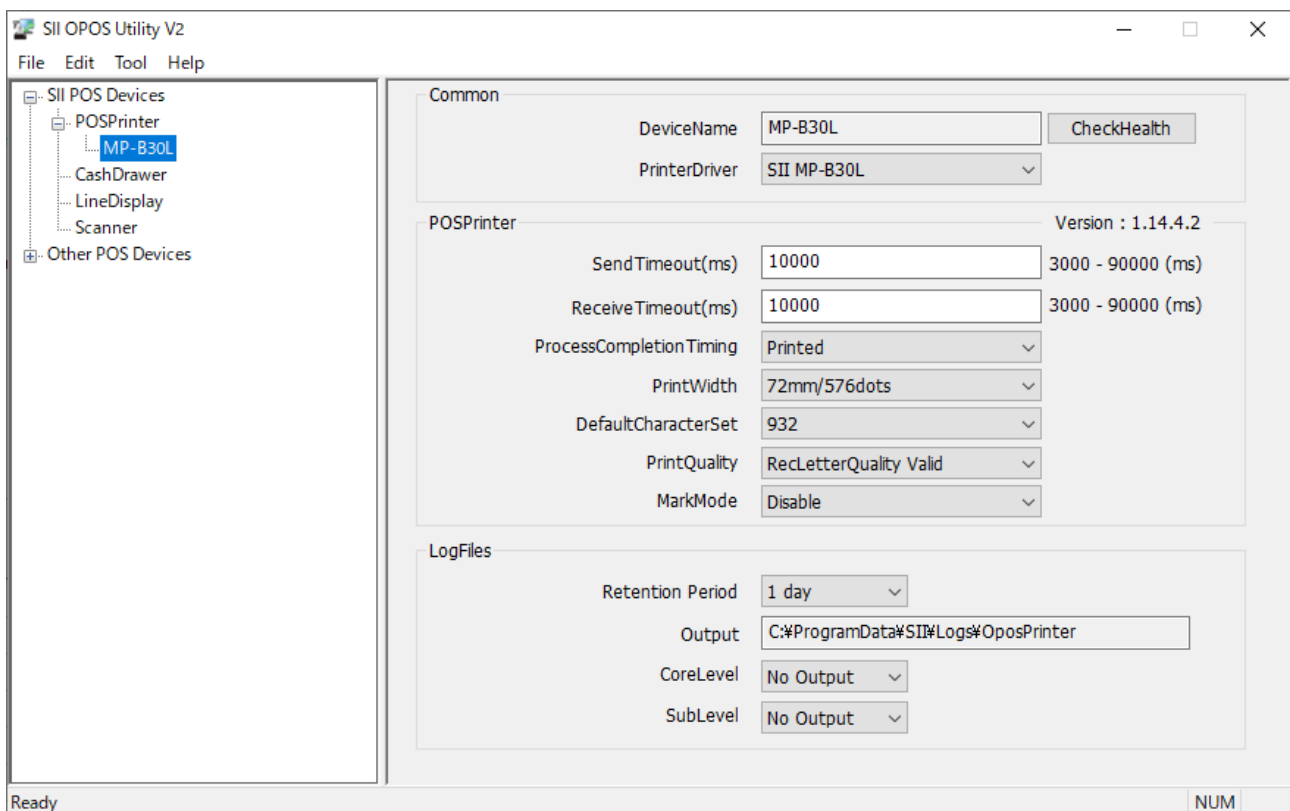 SII OPOS Utility V2
File Edit Tool Help
SII POS Devices
POSPrinter
MP-B30L
CashDrawer
LineDisplay
Scanner
Other POS Devices
Common
DeviceName MP-B30L CheckHealth
PrinterDriver SII MP-B30L
POSPrinter Version : 1.14.4.2
SendTimeout(ms) 10000 3000 - 90000 (ms)
ReceiveTimeout(ms) 10000 3000 - 90000 (ms)
ProcessCompletionTiming Printed
PrintWidth 72mm/576dots
DefaultCharacterSet 932
PrintQuality RecLetterQuality Valid
MarkMode Disable
LogFiles
Retention Period 1 day
Output C:¥ProgramData¥SII¥Logs¥OposPrinter
CoreLevel No Output
SubLevel No Output
Ready NUM